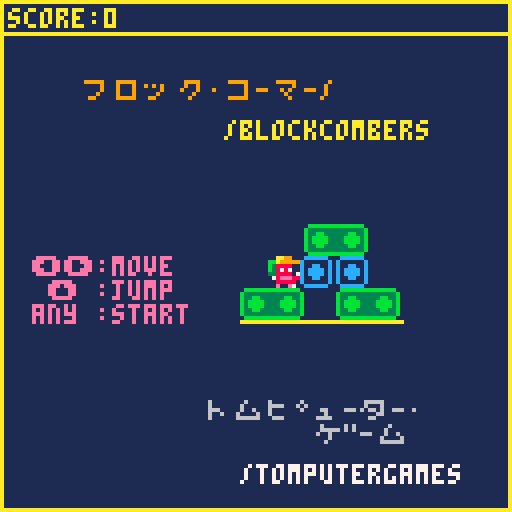 SCORE:0
フロック・コーマー/
/BLOCKCOMBERS
⬅➡:MOVE
⬆ :JUMP
ANY :START
トムピューター・
ゲーム
/TOMPUTERGAMES